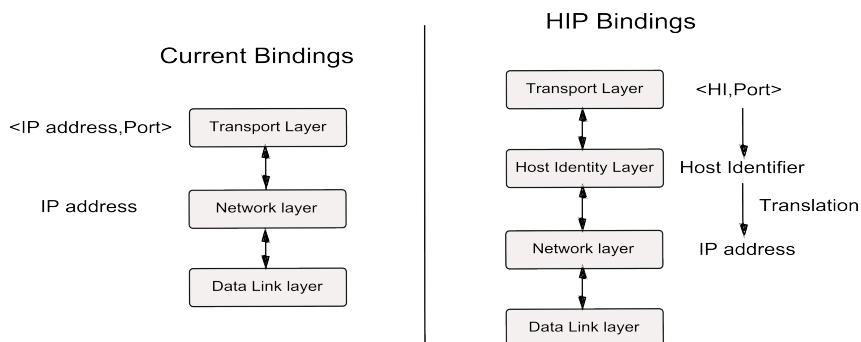 Current Bindings
<IP address,Port>
Transport Layer
IP address
Network layer
Data Link layer
HIP Bindings
Transport Layer
<HI,Port>
Host Identity Layer
Host Identifier
Translation
Network layer
IP address
Data Link layer